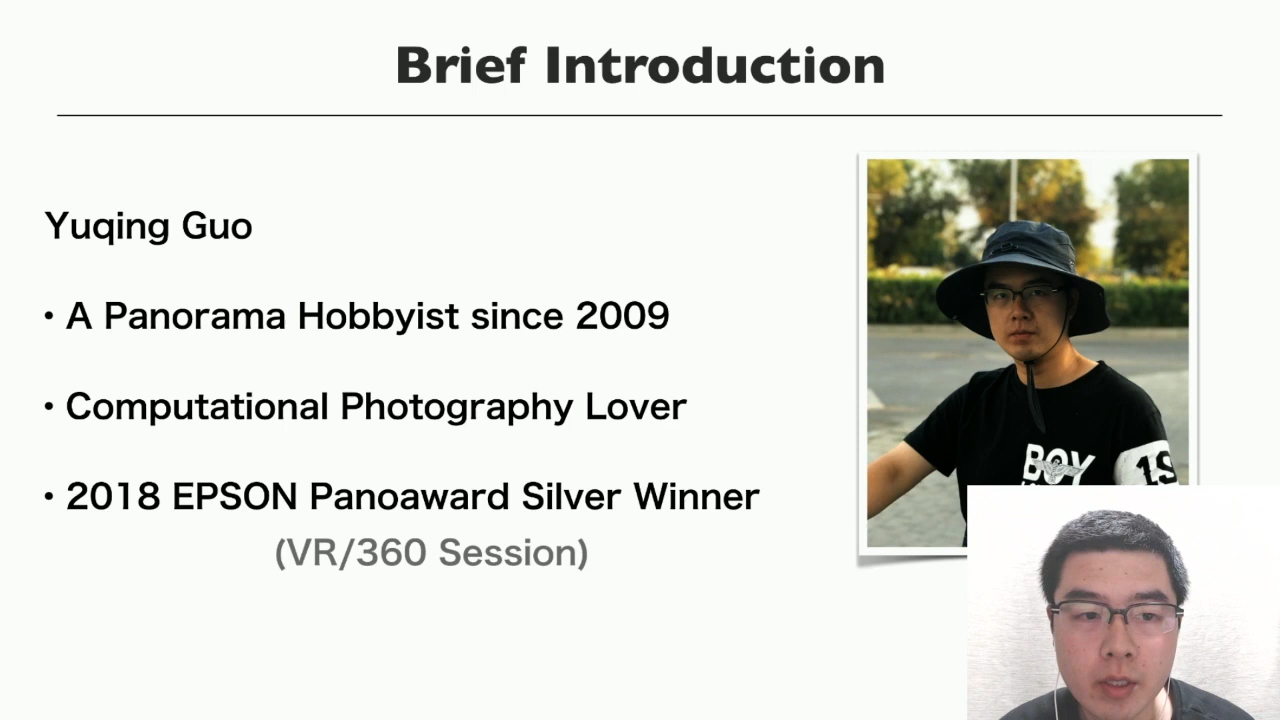 Brief Introduction
Yuqing Guo
• A Panorama Hobbyist since 2009
• Computational Photography Lover
• 2018 EPSON Panoaward Silver Winner
(VR/360 Session)
BOY